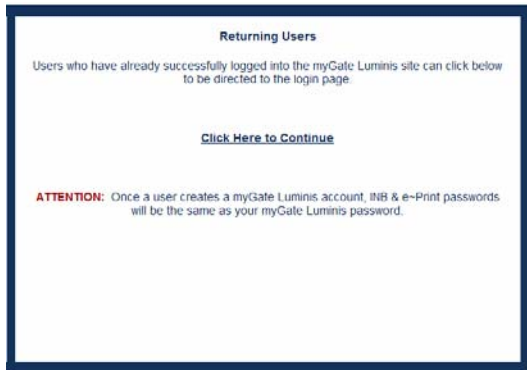 Returning Users
Users who have already successfully logged into the myGate Luminis site can click below
to be directed to the login page.
Click Here to Continue
ATTENTION: Once a user creates a myGate Luminis account, INB & e~Print passwords
will be the same as your myGate Luminis password.